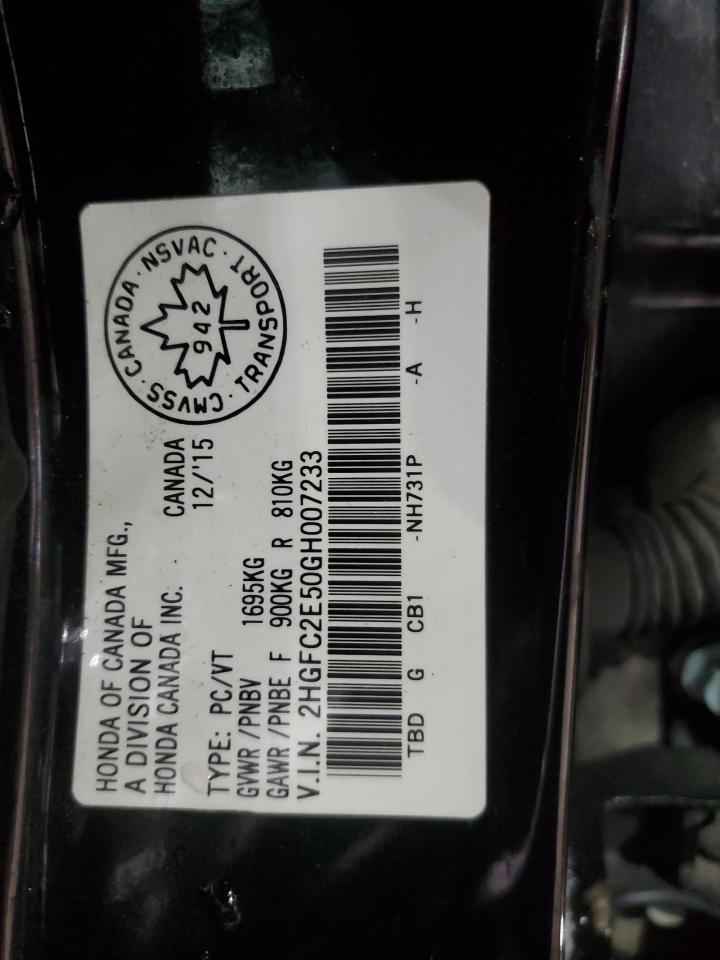 HONDA OF CANADA MFG.,
A DIVISION OF
HONDA CANADA INC. CANADA
TYPE: PC/VT 12/'15
GVWR /PNBV 1695KG
GAWR /PNBE F 900KG R 810KG
V.I.N. 2HGFC2E50GH007233
TBD G CB1 -NH731P -A -H
CMVSS · CANADA · NSVAC · TRANSPORT ·
942